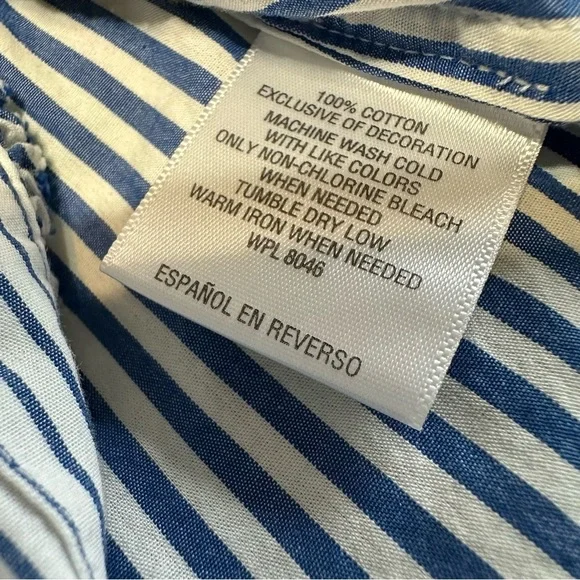 100% COTTON
EXCLUSIVE OF DECORATION
MACHINE WASH COLD
WITH LIKE COLORS
ONLY NON-CHLORINE BLEACH
WHEN NEEDED
TUMBLE DRY LOW
WARM IRON WHEN NEEDED
WPL 8046
ESPAÑOL EN REVERSO